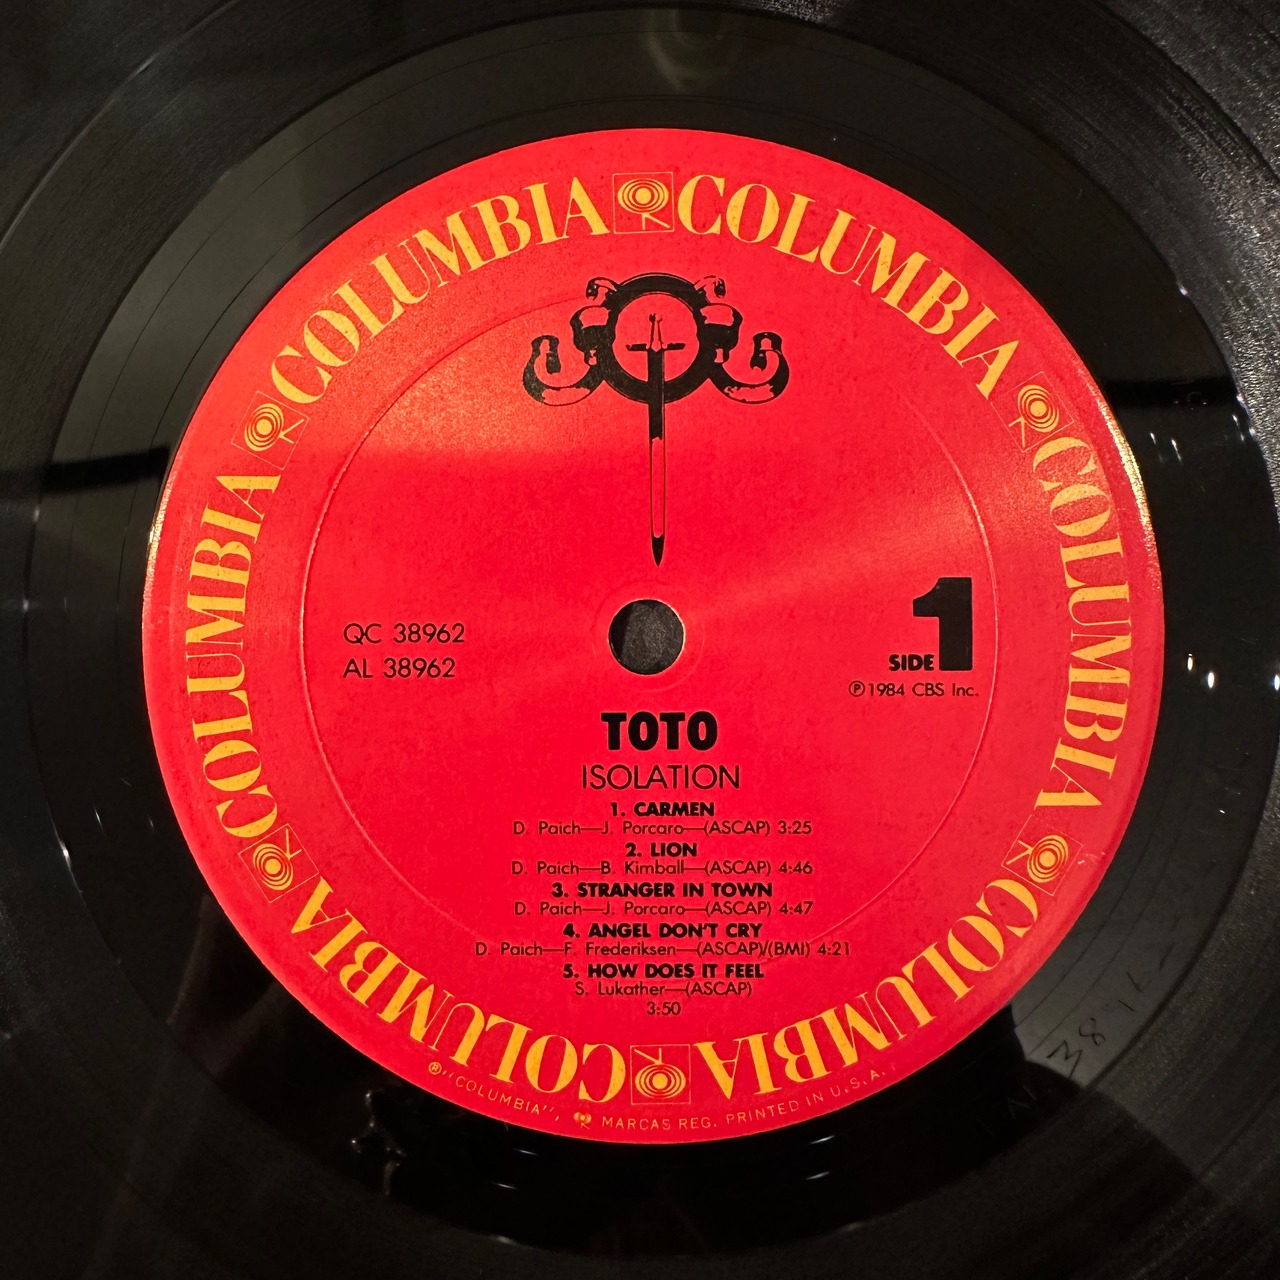 COLUMBIA COLUMBIA COLUMBIA COLUMBIA COLUMBIA COLUMBIA
QC 38962
AL 38962
SIDE 1
Ⓟ1984 CBS Inc.
TOTO
ISOLATION
1. CARMEN
D. Paich—J. Porcaro—(ASCAP) 3:25
2. LION
D. Paich—B. Kimball—(ASCAP) 4:46
3. STRANGER IN TOWN
D. Paich—J. Porcaro—(ASCAP) 4:47
4. ANGEL DON'T CRY
D. Paich—F. Frederiksen—(ASCAP)/(BMI) 4:21
5. HOW DOES IT FEEL
S. Lukather—(ASCAP)
3:50
®"COLUMBIA", MARCAS REG. PRINTED IN U.S.A.